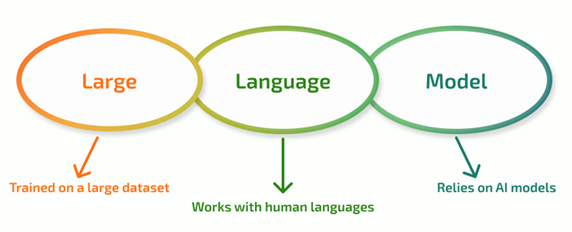 Large
Language
Model
Trained on a large dataset
Works with human languages
Relies on AI models